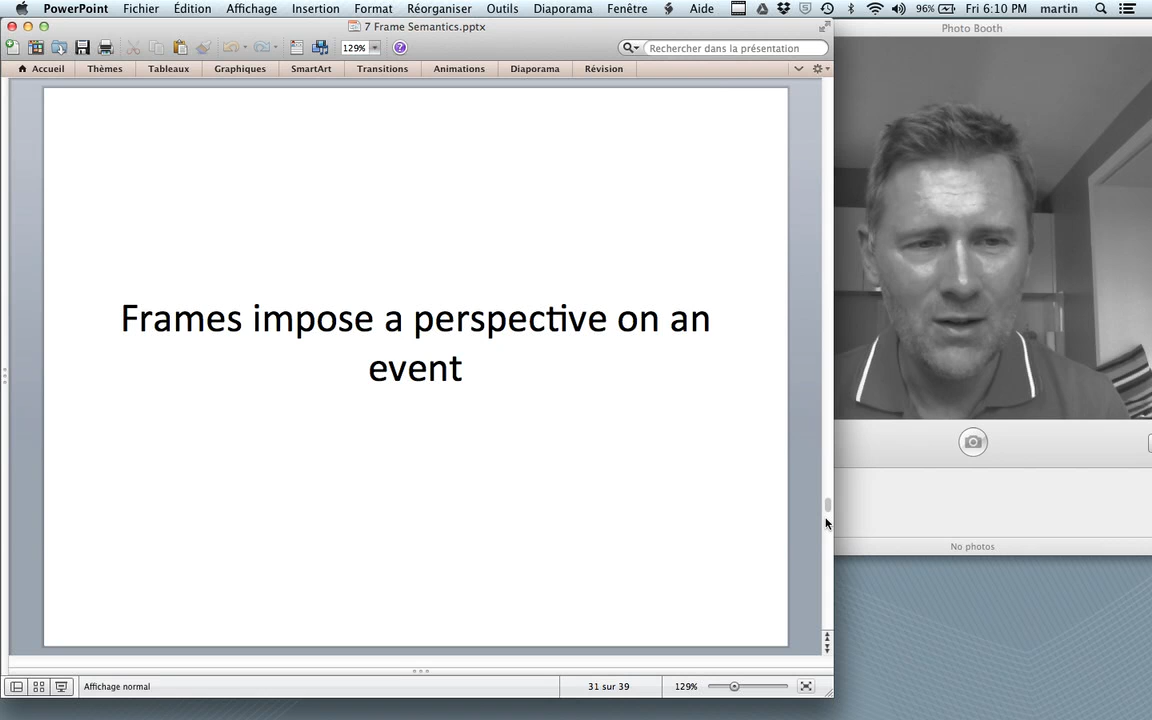 PowerPoint Fichier Édition Affichage Insertion Format Réorganiser Outils Diaporama Fenêtre Aide 96% Fri 6:10 PM martin
7 Frame Semantics.pptx
Photo Booth
129% Rechercher dans la présentation
Accueil Thèmes Tableaux Graphiques SmartArt Transitions Animations Diaporama Révision
Frames impose a perspective on an
event
No photos
Affichage normal 31 sur 39 129%